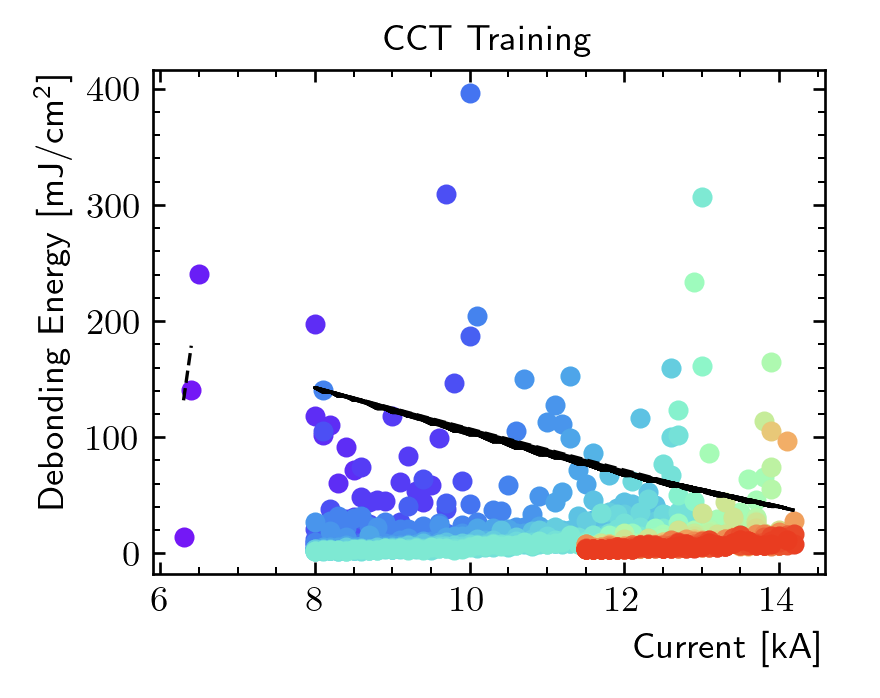 CCT Training
Debonding Energy [mJ/cm²]
400
300
200
100
0
6 8 10 12 14
Current [kA]